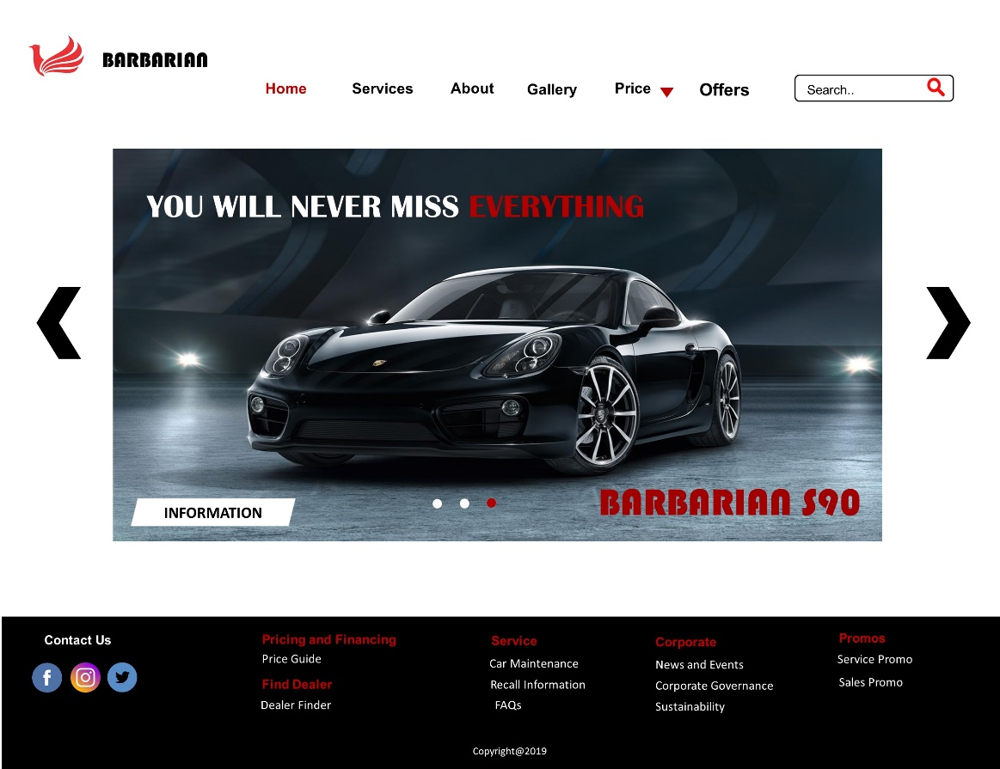 BARBARIAN
Home Services About Gallery Price Offers Search..
YOU WILL NEVER MISS EVERYTHING
INFORMATION
BARBARIAN S90
Contact Us
Pricing and Financing
Price Guide
Find Dealer
Dealer Finder
Service
Car Maintenance
Recall Information
FAQs
Corporate
News and Events
Corporate Governance
Sustainability
Promos
Service Promo
Sales Promo
Copyright@2019